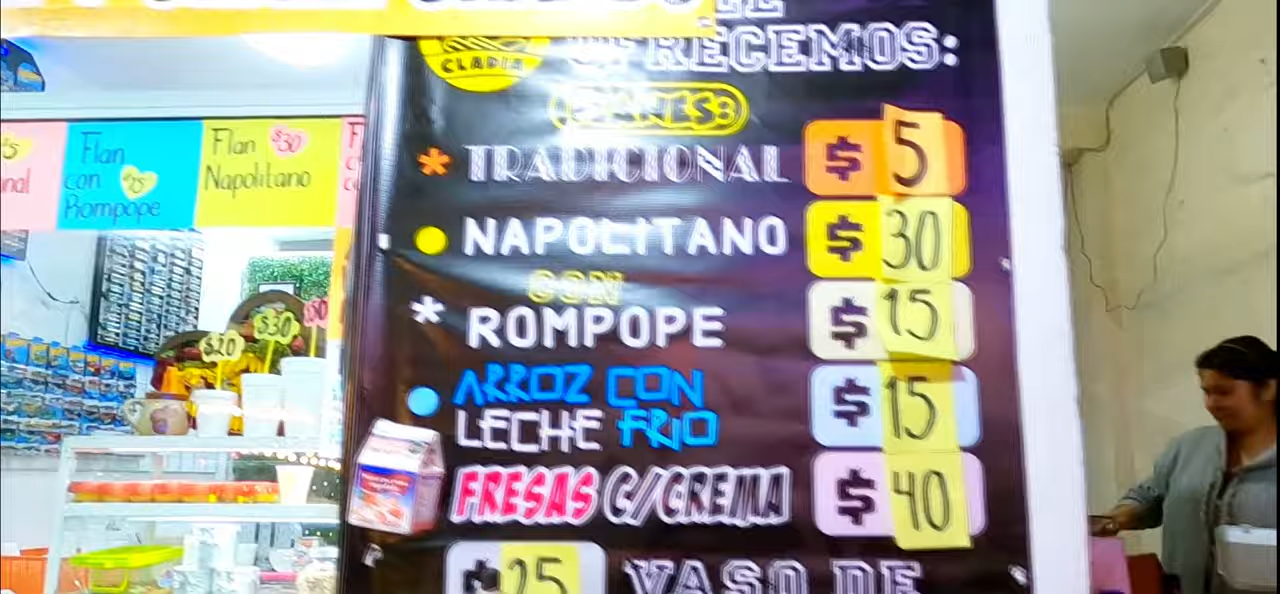 OFRECEMOS:
CLADIA
FLANES:
* TRADICIONAL $ 5
NAPOLITANO $ 30
CON
* ROMPOPE $ 15
ARROZ CON
LECHE FRIO $ 15
FRESAS C/CREMA $ 40
$ 25 VASO DE
Flan
con
Rompope
Flan $30
Napolitano
$20
$30